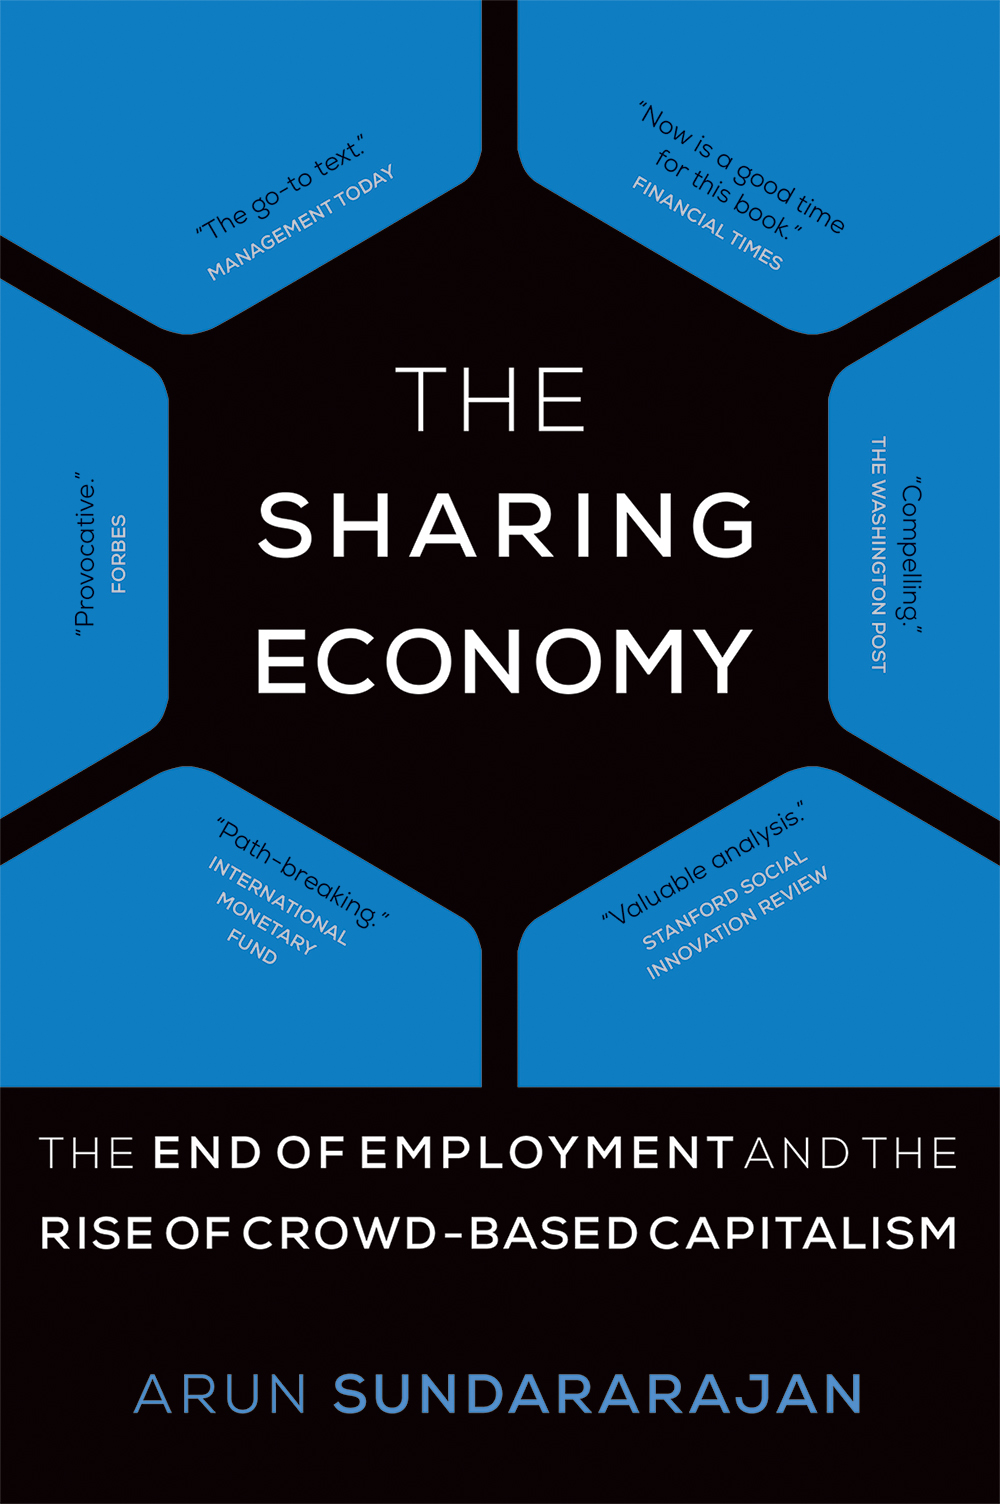 “The go-to text.”
MANAGEMENT TODAY
“Now is a good time
for this book.”
FINANCIAL TIMES
“Provocative.”
FORBES
THE
SHARING
ECONOMY
“Compelling.”
THE WASHINGTON POST
“Path-breaking.”
INTERNATIONAL
MONETARY
FUND
“Valuable analysis.”
STANFORD SOCIAL
INNOVATION REVIEW
THE END OF EMPLOYMENT AND THE
RISE OF CROWD-BASED CAPITALISM
ARUN SUNDARARAJAN